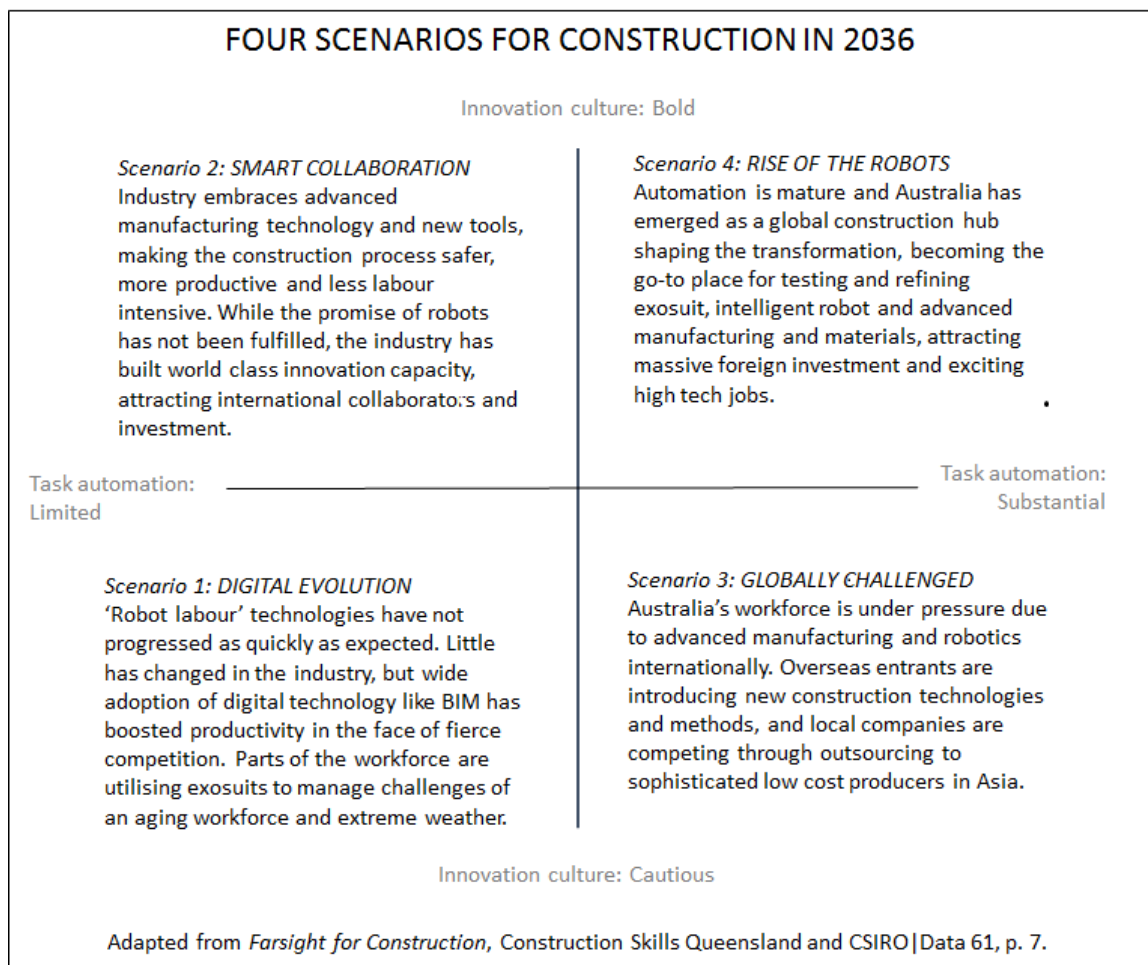 FOUR SCENARIOS FOR CONSTRUCTION IN 2036
Innovation culture: Bold
Scenario 2: SMART COLLABORATION
Industry embraces advanced
manufacturing technology and new tools,
making the construction process safer,
more productive and less labour
intensive. While the promise of robots
has not been fulfilled, the industry has
built world class innovation capacity,
attracting international collaborators and
investment.
Scenario 4: RISE OF THE ROBOTS
Automation is mature and Australia has
emerged as a global construction hub
shaping the transformation, becoming the
go-to place for testing and refining
exosuit, intelligent robot and advanced
manufacturing and materials, attracting
massive foreign investment and exciting
high tech jobs.
Task automation:
Limited
Task automation:
Substantial
Scenario 1: DIGITAL EVOLUTION
‘Robot labour’ technologies have not
progressed as quickly as expected. Little
has changed in the industry, but wide
adoption of digital technology like BIM has
boosted productivity in the face of fierce
competition. Parts of the workforce are
utilising exosuits to manage challenges of
an aging workforce and extreme weather.
Scenario 3: GLOBALLY CHALLENGED
Australia’s workforce is under pressure due
to advanced manufacturing and robotics
internationally. Overseas entrants are
introducing new construction technologies
and methods, and local companies are
competing through outsourcing to
sophisticated low cost producers in Asia.
Innovation culture: Cautious
Adapted from Farsight for Construction, Construction Skills Queensland and CSIRO|Data 61, p. 7.